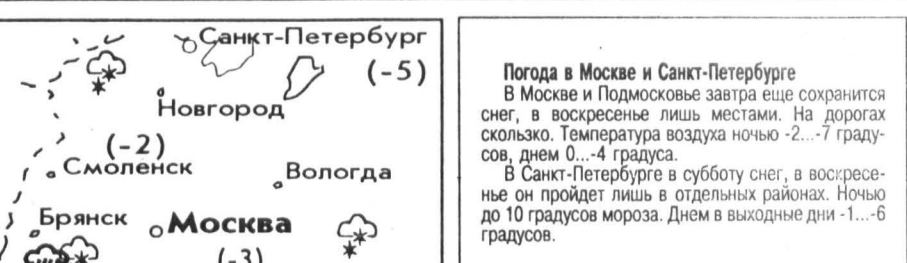 Санкт-Петербург
(-5)
Новгород
(-2)
Смоленск
Вологда
Брянск
Москва
(-3)
Погода в Москве и Санкт-Петербурге
В Москве и Подмосковье завтра еще сохранится
снег, в воскресенье лишь местами. На дорогах
скользко. Температура воздуха ночью -2...-7 граду-
сов, днем 0...-4 градуса.
В Санкт-Петербурге в субботу снег, в воскресе-
нье он пройдет лишь в отдельных районах. Ночью
до 10 градусов мороза. Днем в выходные дни -1...-6
градусов.